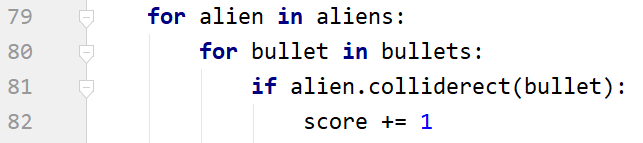 79 for alien in aliens:
80 for bullet in bullets:
81 if alien.colliderect(bullet):
82 score += 1